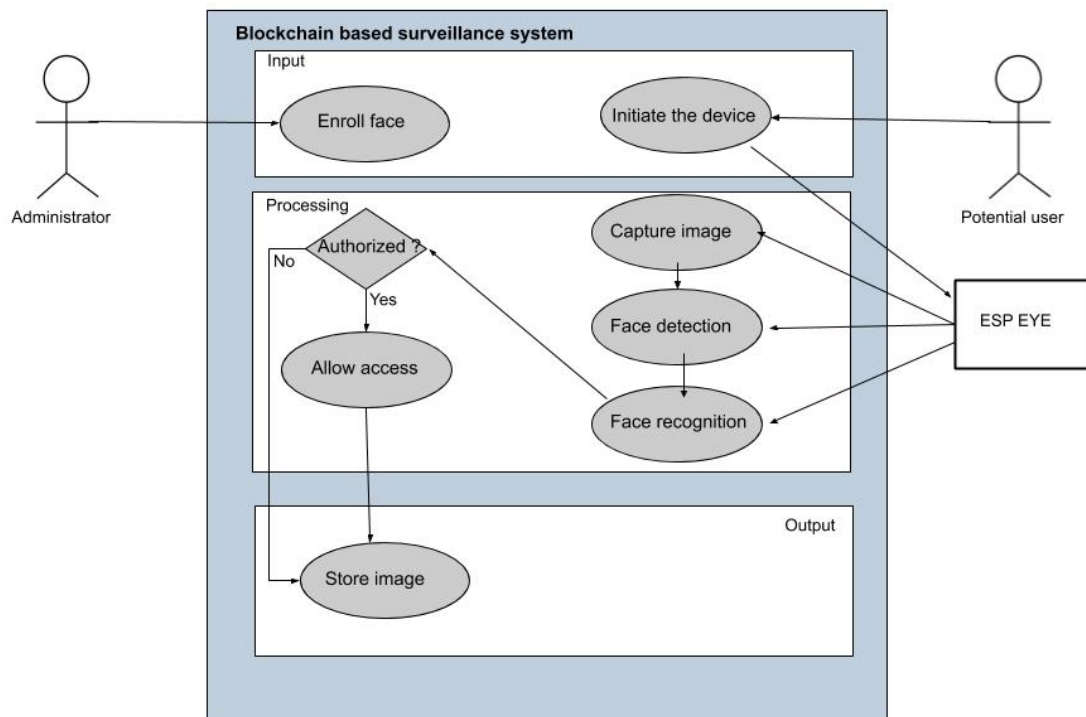 Blockchain based surveillance system
Input
Enroll face
Initiate the device
Administrator
Potential user
Processing
Authorized ?
No
Yes
Capture image
Face detection
ESP EYE
Allow access
Face recognition
Output
Store image